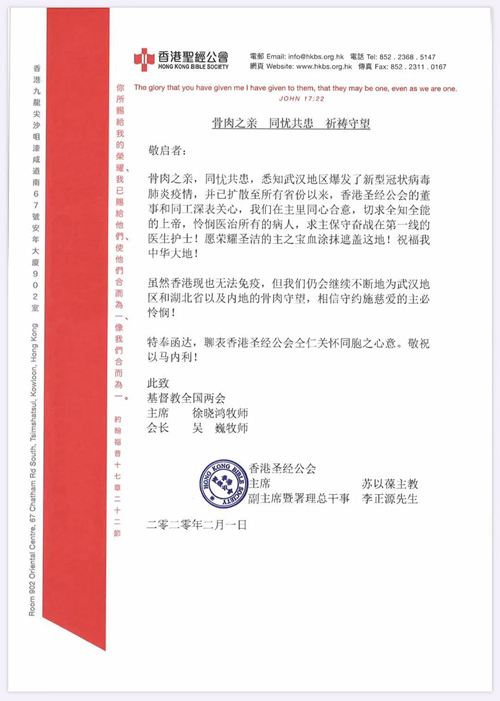 香港聖經公會
HONG KONG BIBLE SOCIETY
電郵 Email: info@hkbs.org.hk 電話 Tel: 852 . 2368 . 5147
網頁 Website: www.hkbs.org.hk 傳真 Fax: 852 . 2311 . 0167
The glory that you have given me I have given to them, that they may be one, even as we are one.
JOHN 17:22
香港九龍尖沙咀漆咸道南67號安年大廈902室
Room 902 Oriental Centre, 67 Chatham Rd South, Tsimshatsui, Kowloon, Hong Kong
你所賜給我的榮耀，我已賜給他們，使他們合而為一，像我們合而為一。 約翰福音十七章二十二節
骨肉之亲 同忧共患 祈祷守望
敬启者：
骨肉之亲，同忧共患，悉知武汉地区爆发了新型冠状病毒
肺炎疫情，并已扩散至所有省份以来，香港圣经公会的董
事和同工深表关心，我们在主里同心合意，切求全知全能
的上帝，怜悯医治所有的病人，求主保守奋战在第一线的
医生护士！愿荣耀圣洁的主之宝血涂抹遮盖这地！祝福我
中华大地！
虽然香港现也无法免疫，但我们仍会继续不断地为武汉地
区和湖北省以及内地的骨肉守望，相信守约施慈爱的主必
怜悯！
特奉函达，聊表香港圣经公会仝仁关怀同胞之心意。敬祝
以马内利！
此致
基督教全国两会
主席 徐晓鸿牧师
会长 吴 巍牧师
HONG KONG BIBLE SOCIETY
香港圣经公会
主席 苏以葆主教
副主席暨署理总干事 李正源先生
二零二零年二月一日